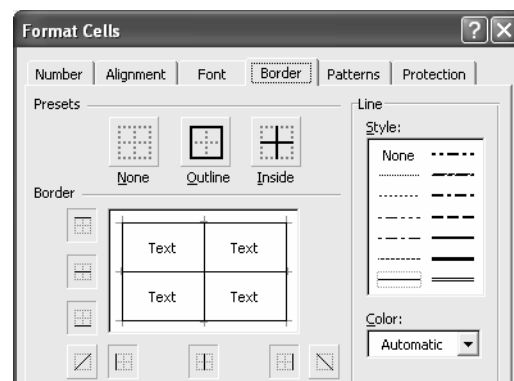 Format Cells
Number Alignment Font Border Patterns Protection
Presets
None Outline Inside
Border
Text Text
Text Text
Line
Style:
None
Color:
Automatic